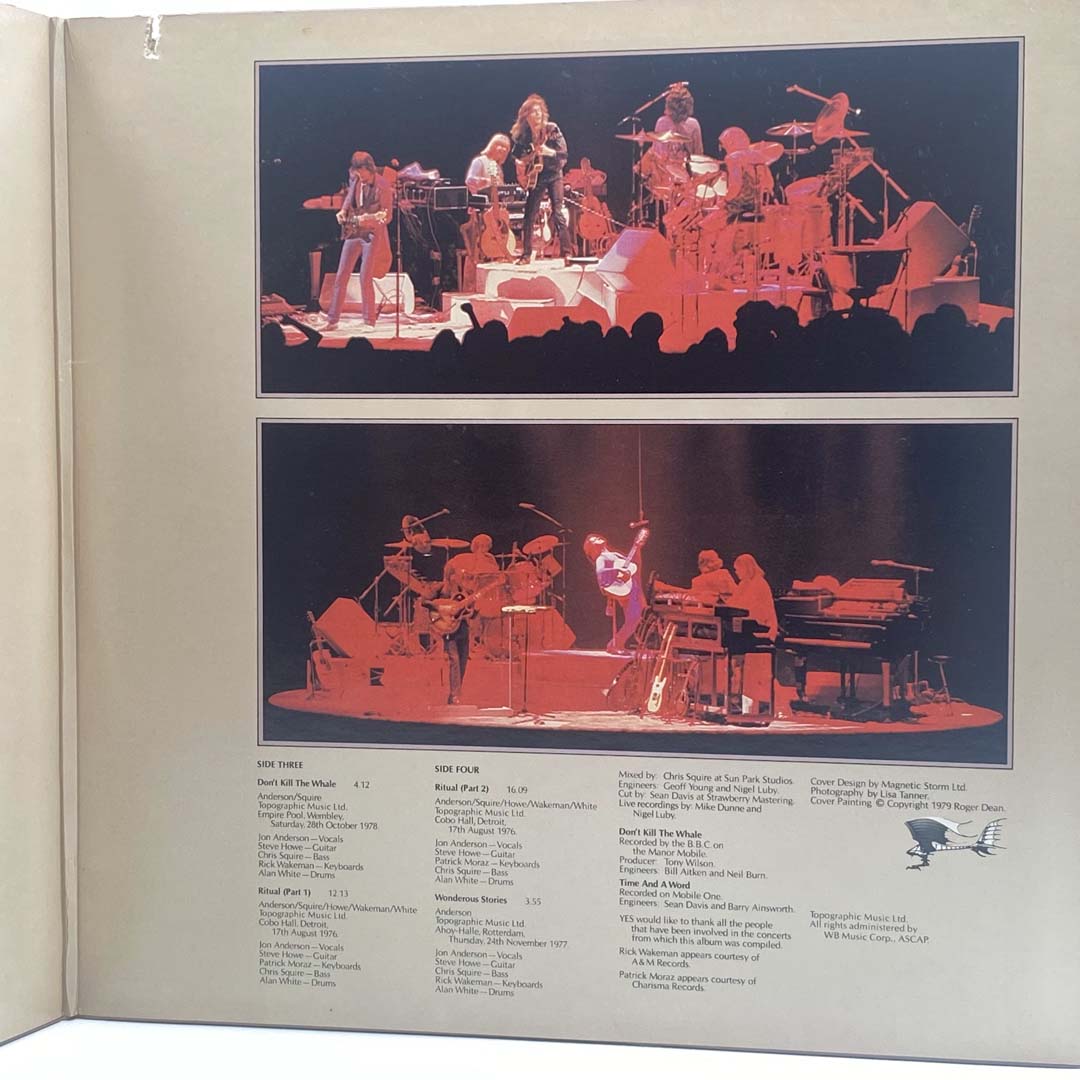 SIDE THREE
Don't Kill The Whale 4.12
Anderson/Squire
Topographic Music Ltd.
Empire Pool, Wembley,
Saturday, 28th October 1978.
Jon Anderson—Vocals
Steve Howe—Guitar
Chris Squire—Bass
Rick Wakeman—Keyboards
Alan White—Drums
Ritual (Part 1) 12.13
Anderson/Squire/Howe/Wakeman/White
Topographic Music Ltd.
Cobo Hall, Detroit,
17th August 1976.
Jon Anderson—Vocals
Steve Howe—Guitar
Patrick Moraz—Keyboards
Chris Squire—Bass
Alan White—Drums
SIDE FOUR
Ritual (Part 2) 16.09
Anderson/Squire/Howe/Wakeman/White
Topographic Music Ltd.
Cobo Hall, Detroit,
17th August 1976.
Jon Anderson—Vocals
Steve Howe—Guitar
Patrick Moraz—Keyboards
Chris Squire—Bass
Alan White—Drums
Wonderous Stories 3.55
Anderson
Topographic Music Ltd.
Ahoy-Halle, Rotterdam,
Thursday, 24th November 1977.
Jon Anderson—Vocals
Steve Howe—Guitar
Chris Squire—Bass
Rick Wakeman—Keyboards
Alan White—Drums
Mixed by: Chris Squire at Sun Park Studios.
Engineers: Geoff Young and Nigel Luby.
Cut by: Sean Davis at Strawberry Mastering.
Live recordings by: Mike Dunne and
Nigel Luby.
Don't Kill The Whale
Recorded by the B.B.C. on
the Manor Mobile.
Producer: Tony Wilson.
Engineers: Bill Aitken and Neil Burn.
Time And A Word
Recorded on Mobile One.
Engineers: Sean Davis and Barry Ainsworth.
YES would like to thank all the people
that have been involved in the concerts
from which this album was compiled.
Rick Wakeman appears courtesy of
A&M Records.
Patrick Moraz appears courtesy of
Charisma Records.
Cover Design by Magnetic Storm Ltd.
Photography by Lisa Tanner.
Cover Painting © Copyright 1979 Roger Dean.
Topographic Music Ltd.
All rights administered by
WB Music Corp., ASCAP.